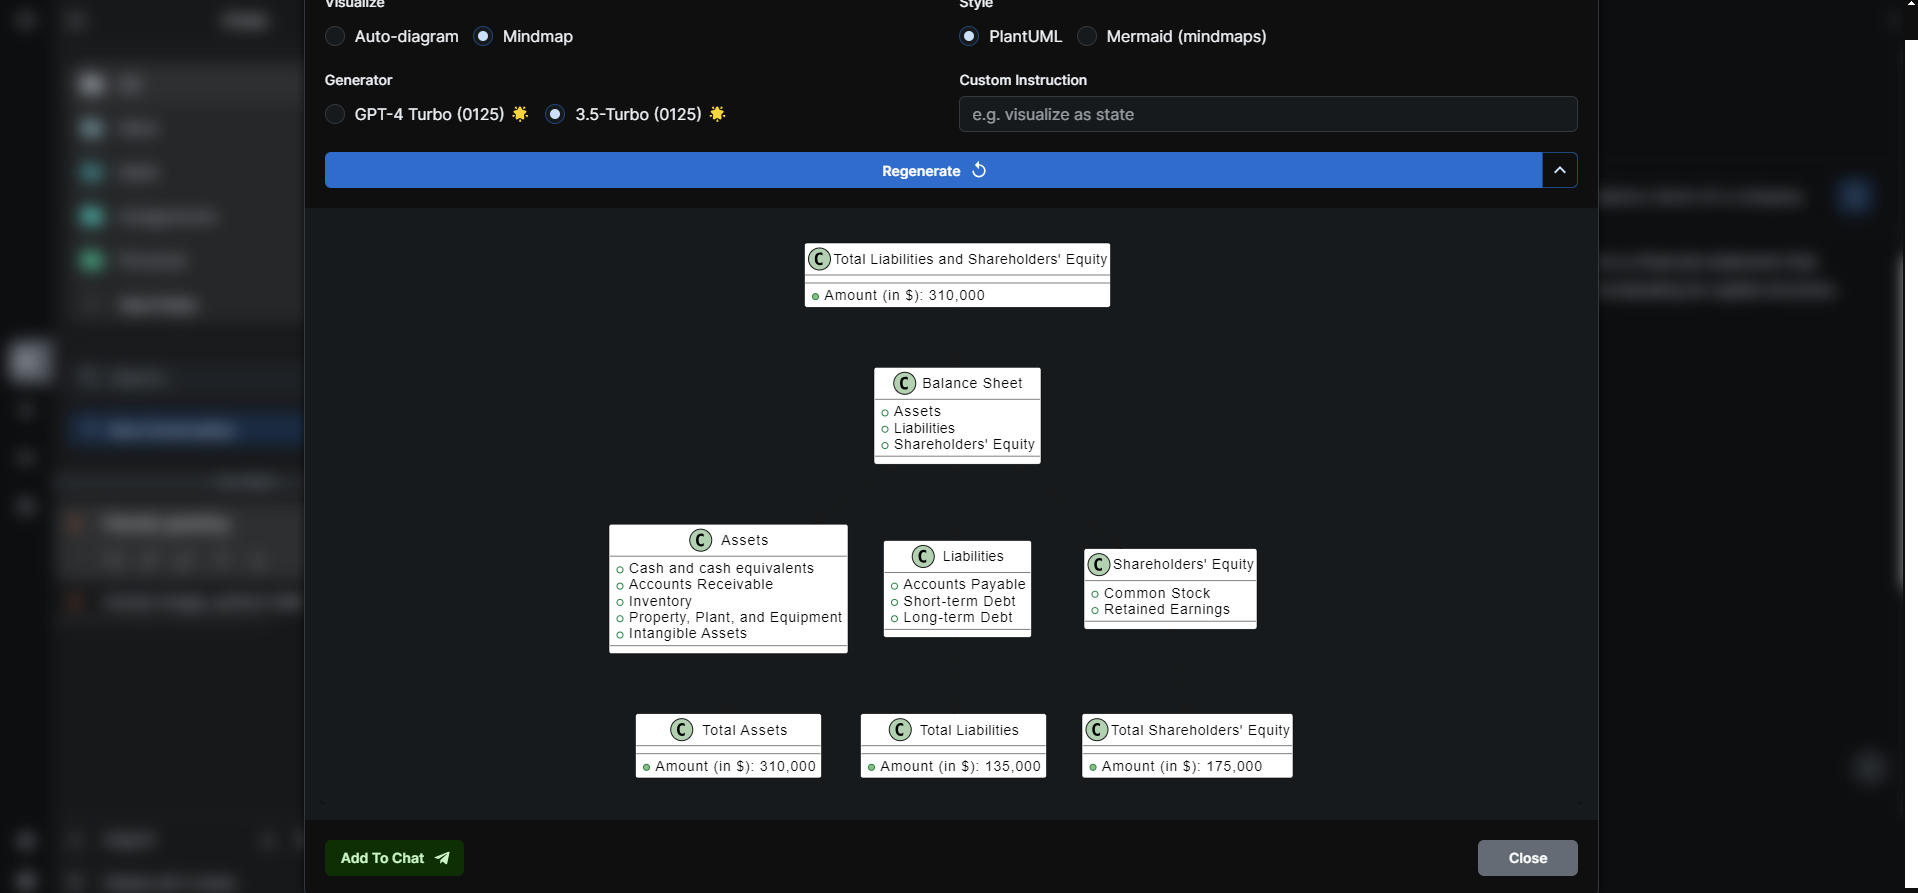 Visualize
Style
Auto-diagram
Mindmap
PlantUML
Mermaid (mindmaps)
Generator
Custom Instruction
GPT-4 Turbo (0125)
3.5-Turbo (0125)
e.g. visualize as state
Regenerate
C Total Liabilities and Shareholders' Equity
Amount (in $): 310,000
C Balance Sheet
Assets
Liabilities
Shareholders' Equity
C Assets
Cash and cash equivalents
Accounts Receivable
Inventory
Property, Plant, and Equipment
Intangible Assets
C Liabilities
Accounts Payable
Short-term Debt
Long-term Debt
C Shareholders' Equity
Common Stock
Retained Earnings
C Total Assets
Amount (in $): 310,000
C Total Liabilities
Amount (in $): 135,000
C Total Shareholders' Equity
Amount (in $): 175,000
Add To Chat
Close